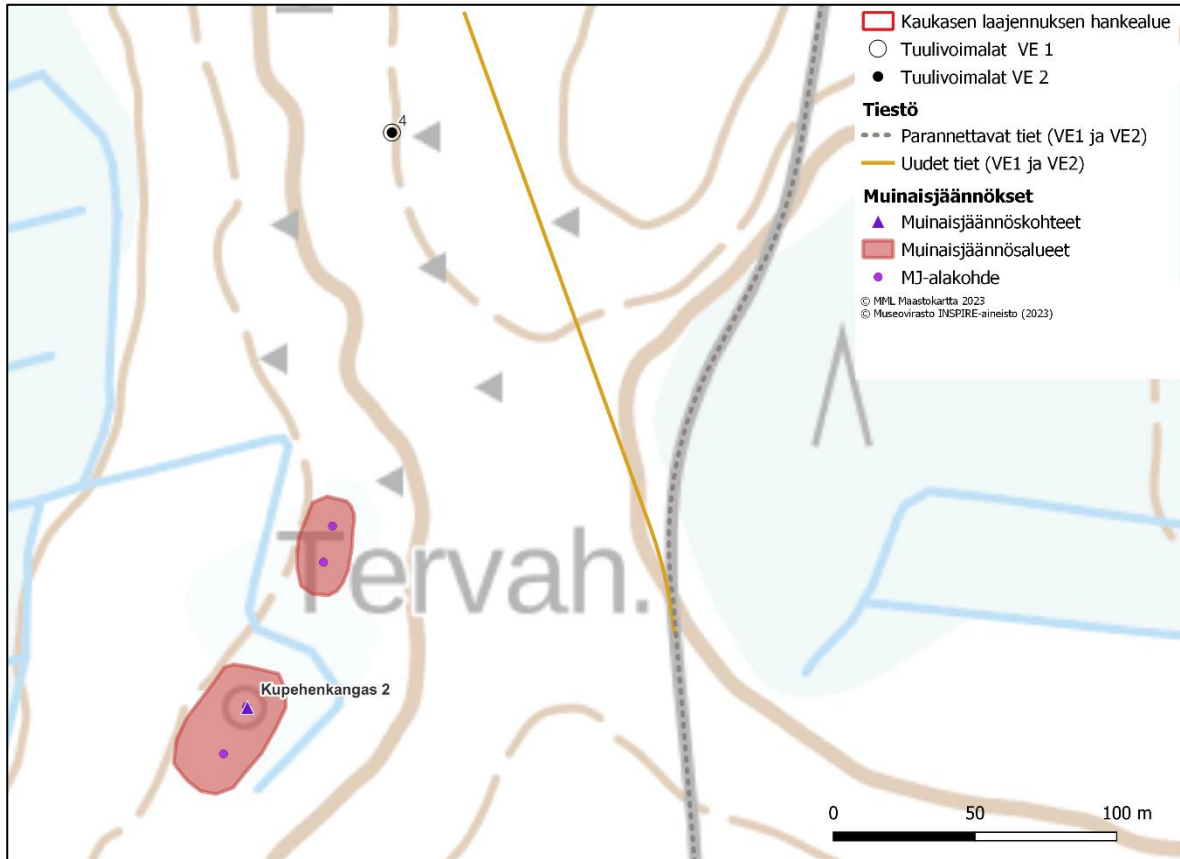 Kaukasen laajennuksen hankealue
Tuulivoimalat VE 1
Tuulivoimalat VE 2
Tiestö
Parannettavat tiet (VE1 ja VE2)
Uudet tiet (VE1 ja VE2)
Muinaisjäännökset
Muinaisjäännöskohteet
Muinaisjäännösalueet
MJ-alakohde
© MML Maastokartta 2023
© Museovirasto INSPIRE-aineisto (2023)
4
Tervah.
Kupehenkangas 2
0 50 100 m